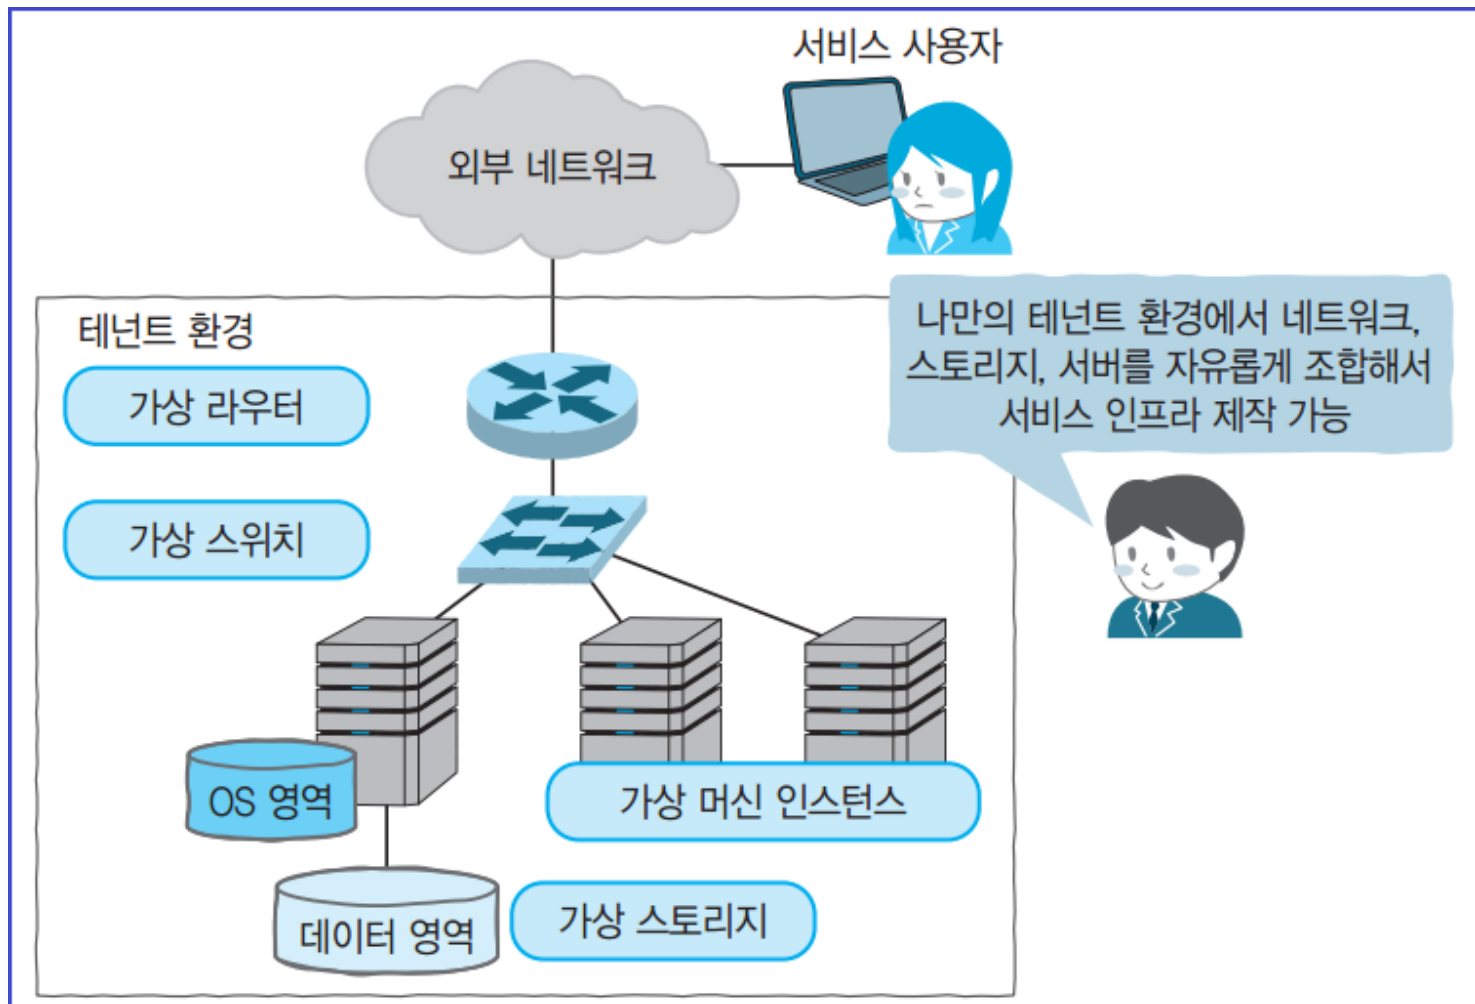 서비스 사용자
외부 네트워크
나만의 테넌트 환경에서 네트워크,
스토리지, 서버를 자유롭게 조합해서
서비스 인프라 제작 가능
테넌트 환경
가상 라우터
가상 스위치
OS 영역
가상 머신 인스턴스
데이터 영역
가상 스토리지